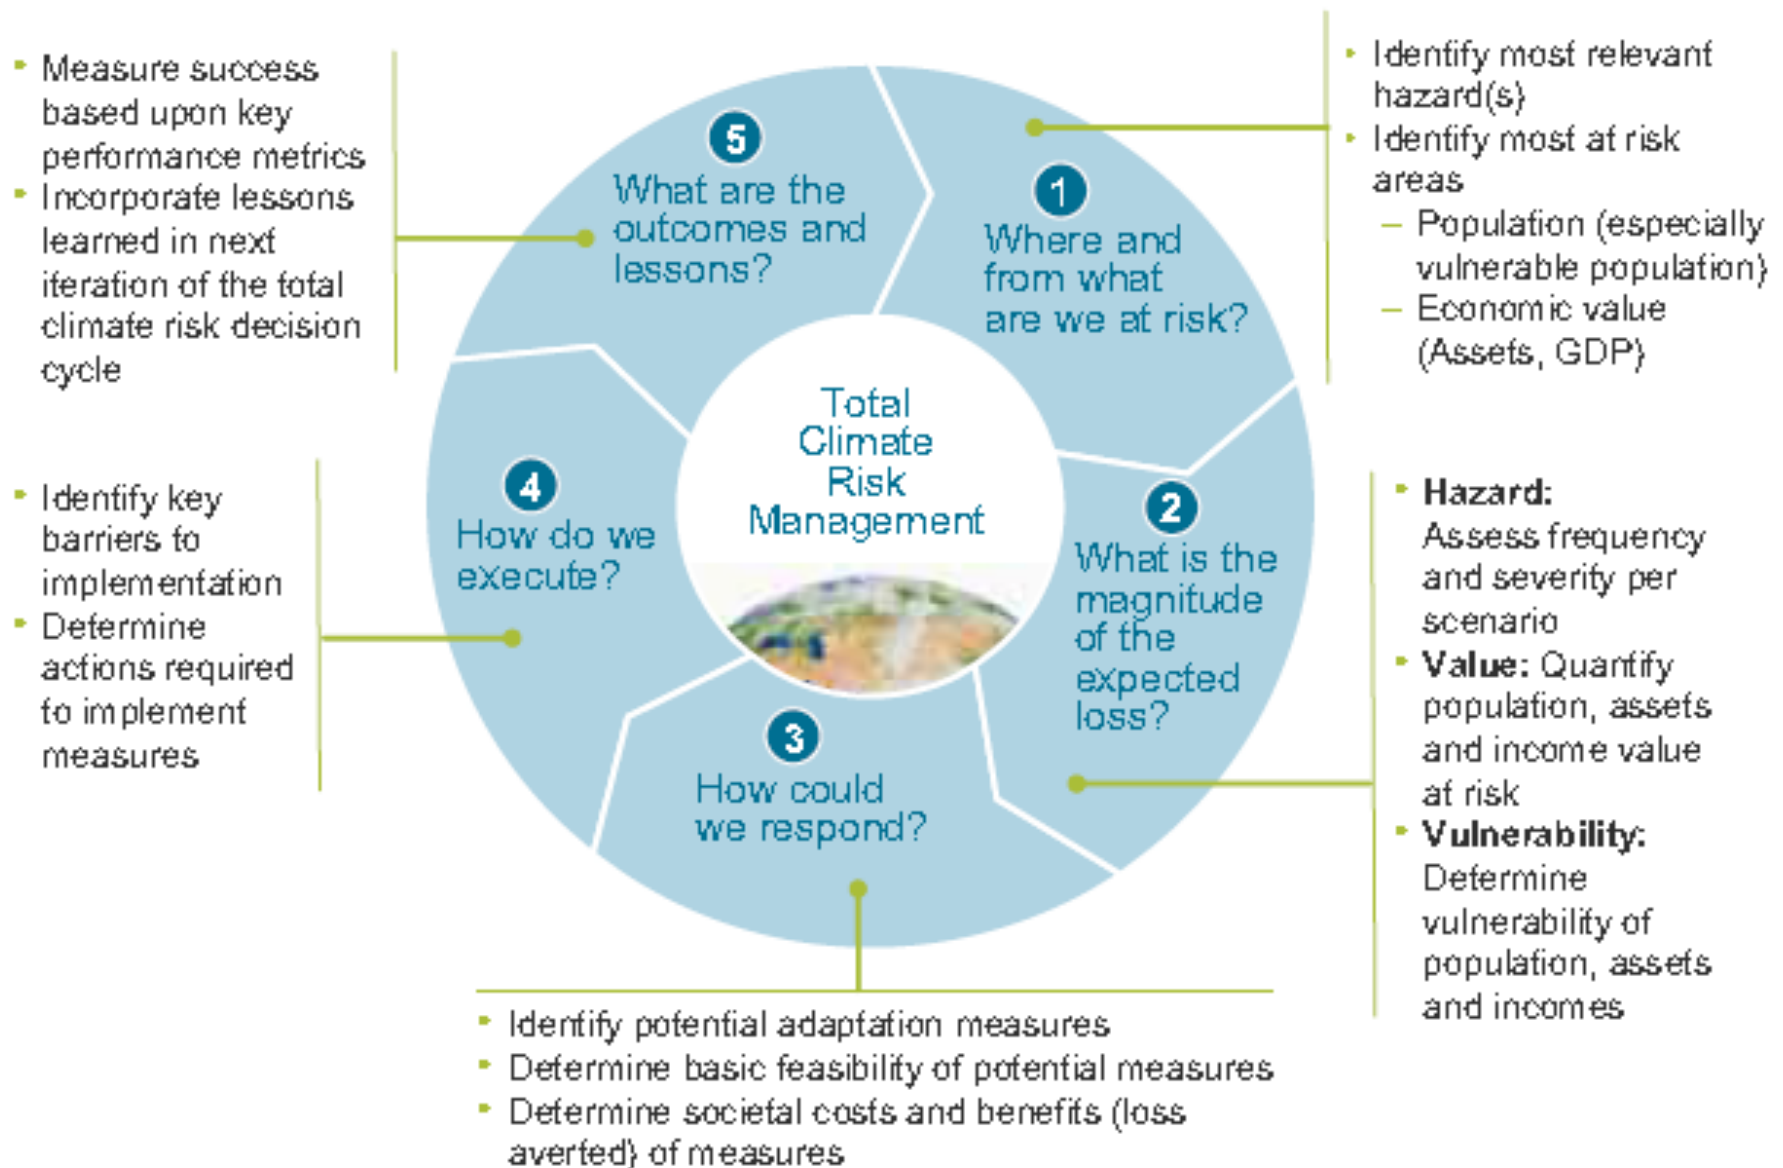 Total
Climate
Risk
Management
1
Where and
from what
are we at risk?
Identify most relevant
hazard(s)
Identify most at risk
areas
– Population (especially
vulnerable population)
– Economic value
(Assets, GDP)
2
What is the
magnitude
of the
expected
loss?
Hazard:
Assess frequency
and severity per
scenario
Value: Quantify
population, assets
and income value
at risk
Vulnerability:
Determine
vulnerability of
population, assets
and incomes
3
How could
we respond?
Identify potential adaptation measures
Determine basic feasibility of potential measures
Determine societal costs and benefits (loss
averted) of measures
4
How do we
execute?
Identify key
barriers to
implementation
Determine
actions required
to implement
measures
5
What are the
outcomes and
lessons?
Measure success
based upon key
performance metrics
Incorporate lessons
learned in next
iteration of the total
climate risk decision
cycle